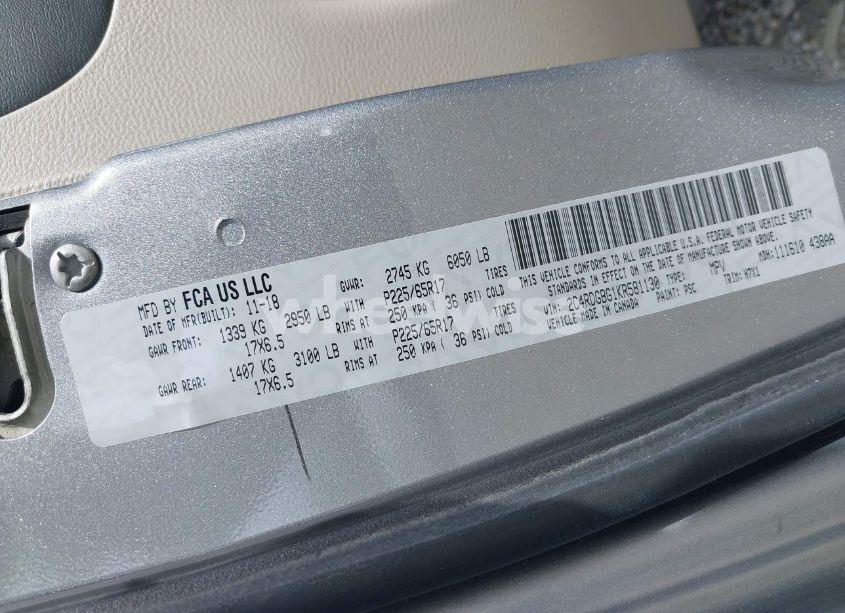 MFD BY FCA US LLC
DATE OF MFR(BUILT): 11-18 GVWR: 2745 KG 6050 LB
GAWR FRONT: 1339 KG 2950 LB WITH P225/65R17 TIRES
17X6.5 RIMS AT 250 KPA ( 36 PSI) COLD
GAWR REAR: 1407 KG 3100 LB WITH P225/65R17 TIRES
17X6.5 RIMS AT 250 KPA ( 36 PSI) COLD
THIS VEHICLE CONFORMS TO ALL APPLICABLE U.S.A. FEDERAL MOTOR VEHICLE SAFETY
STANDARDS IN EFFECT ON THE DATE OF MANUFACTURE SHOWN ABOVE.
VIN: 2C4RDGBG1KR581130 TYPE: MPV MDH: 111610 438AA
VEHICLE MADE IN CANADA PAINT: PSC TRIM: H7X1
wheelwist